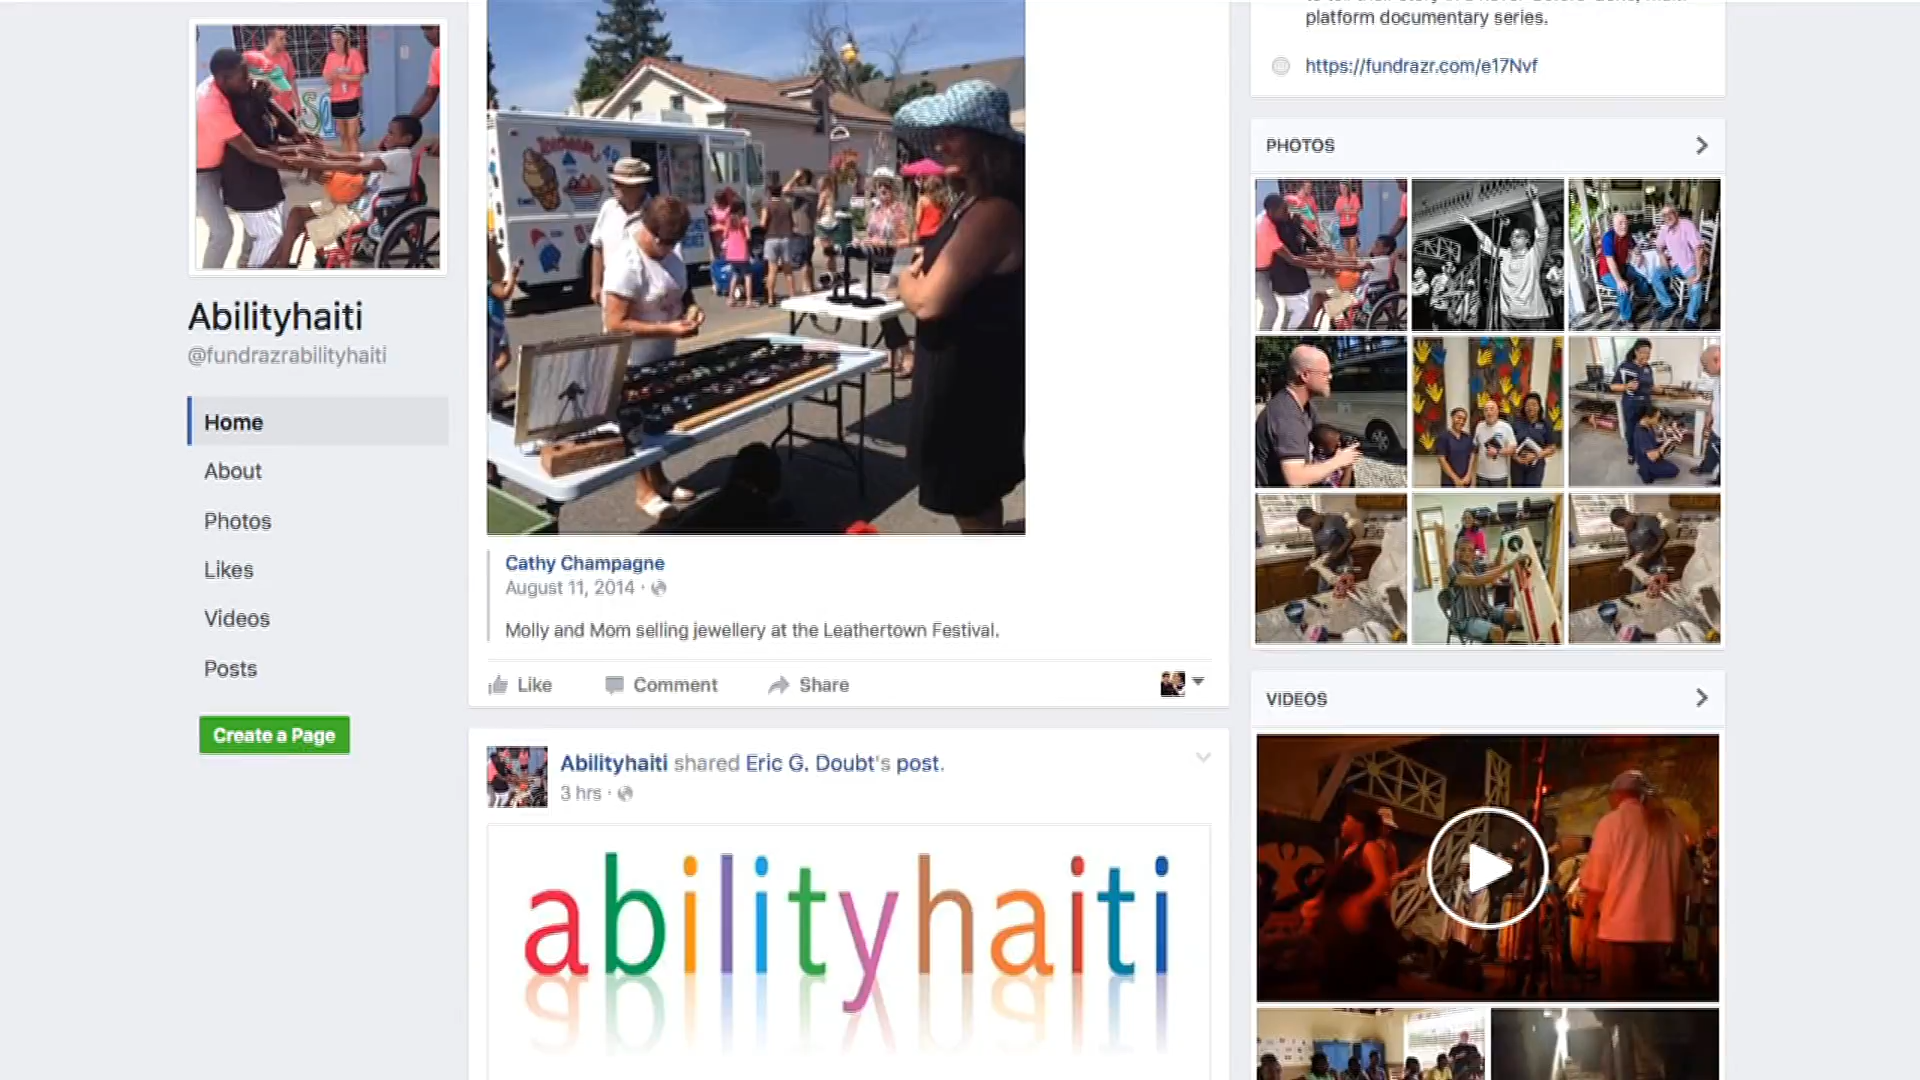 platform documentary series.
https://fundrazr.com/e17Nvf
Abilityhaiti
@fundrazrabilityhaiti
Home
About
Photos
Likes
Videos
Posts
Create a Page
Cathy Champagne
August 11, 2014 ·
Molly and Mom selling jewellery at the Leathertown Festival.
Like Comment Share
Abilityhaiti shared Eric G. Doubt's post.
3 hrs ·
abilityhaiti
PHOTOS
VIDEOS